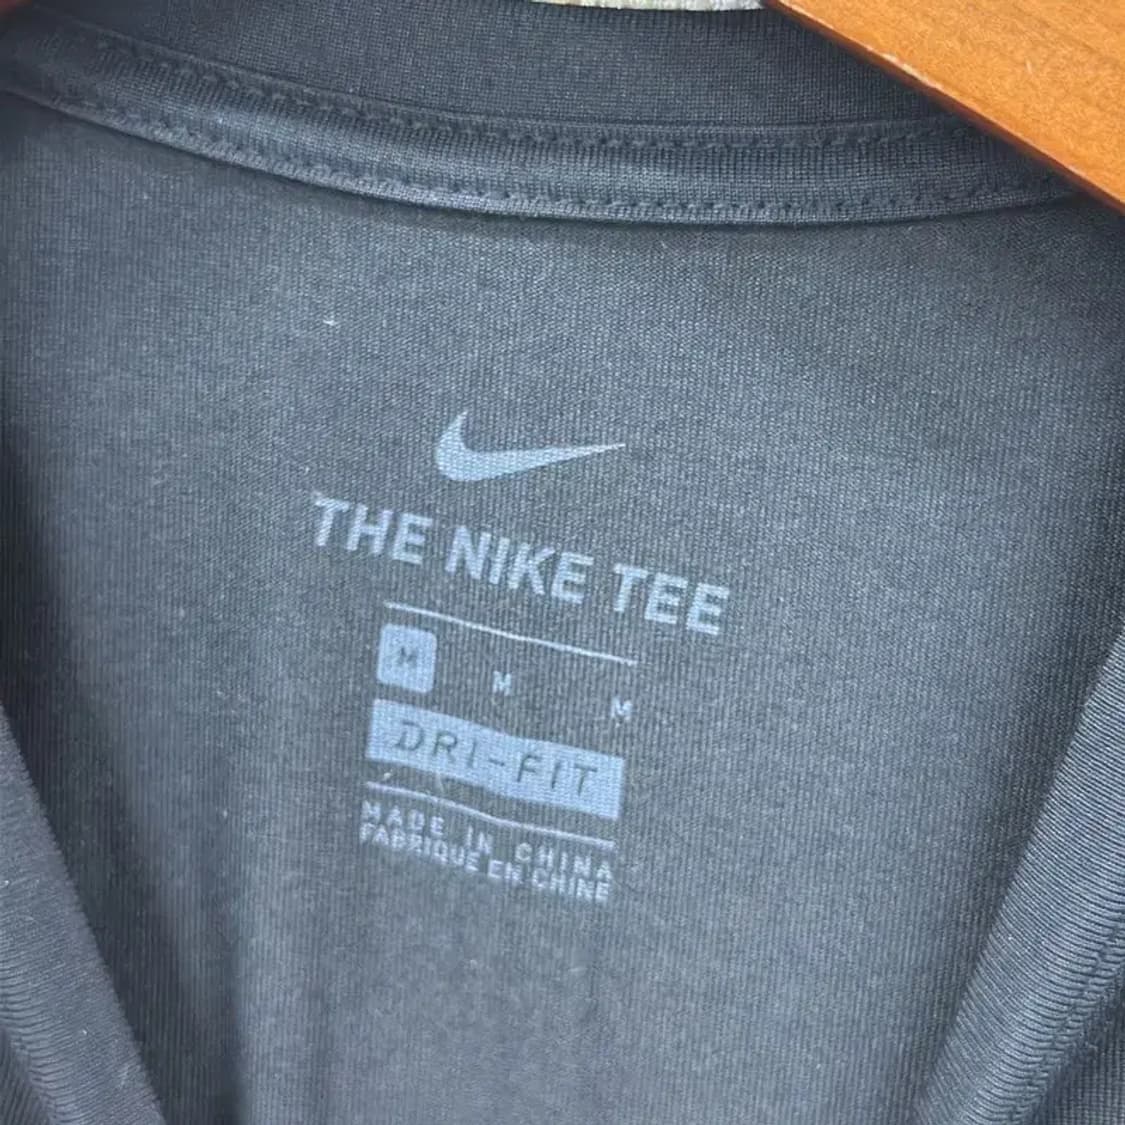 THE NIKE TEE
M M M
DRI-FIT
MADE IN CHINA
FABRIQUE EN CHINE